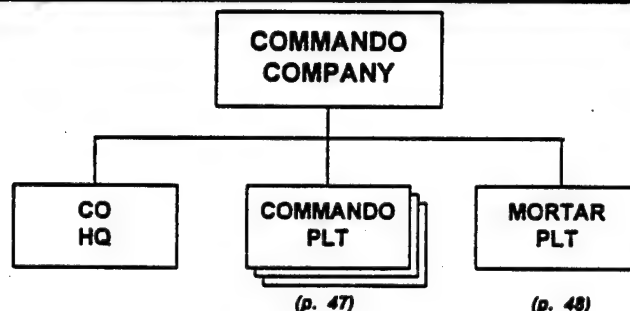 COMMANDO
COMPANY
CO
HQ
COMMANDO
PLT
MORTAR
PLT
(p. 47)
(p. 48)